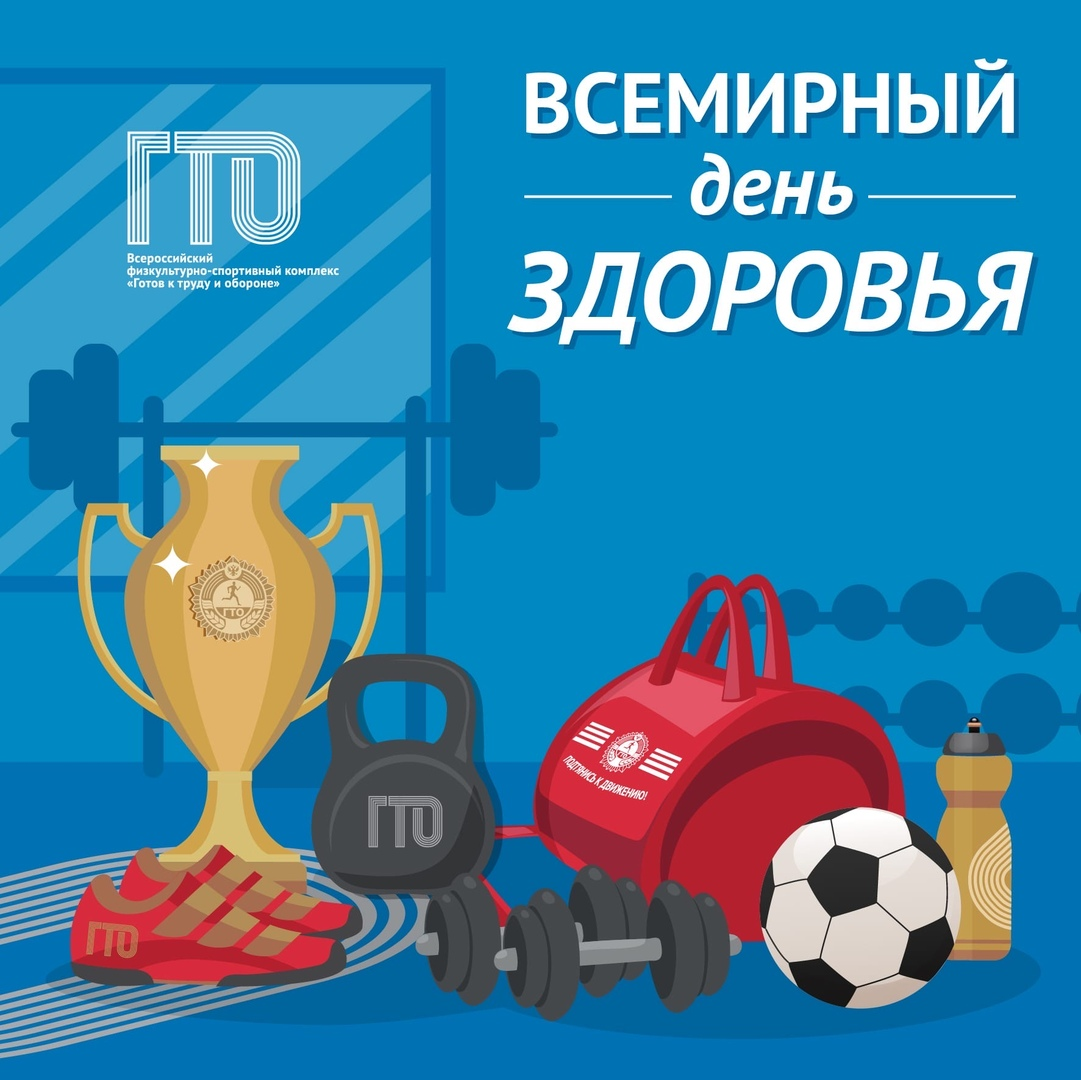 ВСЕМИРНЫЙ
день
ЗДОРОВЬЯ
ГТО
Всероссийский
физкультурно-спортивный комплекс
«Готов к труду и обороне»
ГТО
ГТО
ГТО
ПОДТЯНИСЬ К ДВИЖЕНИЮ!